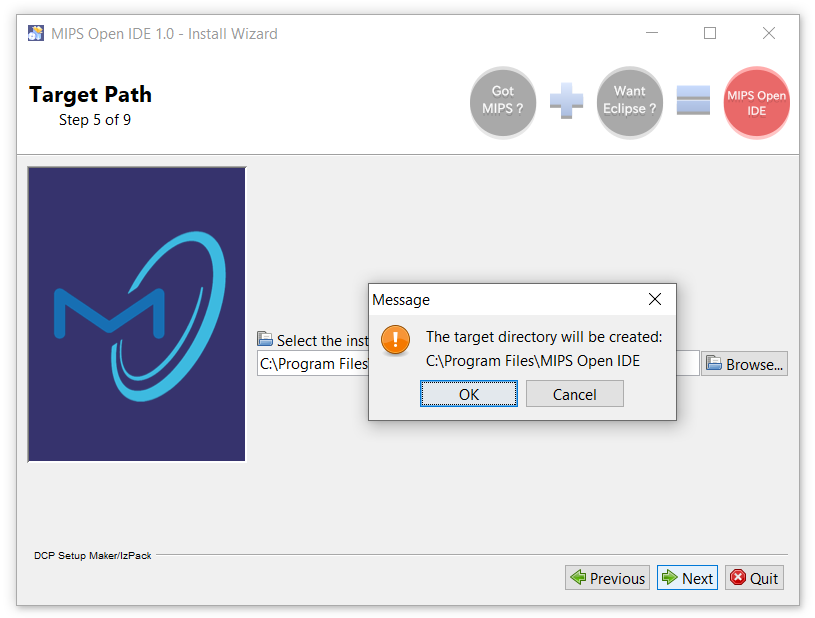 MIPS Open IDE 1.0 - Install Wizard
Target Path
Step 5 of 9
Got
MIPS ?
Want
Eclipse ?
MIPS Open
IDE
Select the inst
C:\Program Files
Browse...
Message
The target directory will be created:
C:\Program Files\MIPS Open IDE
OK
Cancel
DCP Setup Maker/IzPack
Previous
Next
Quit